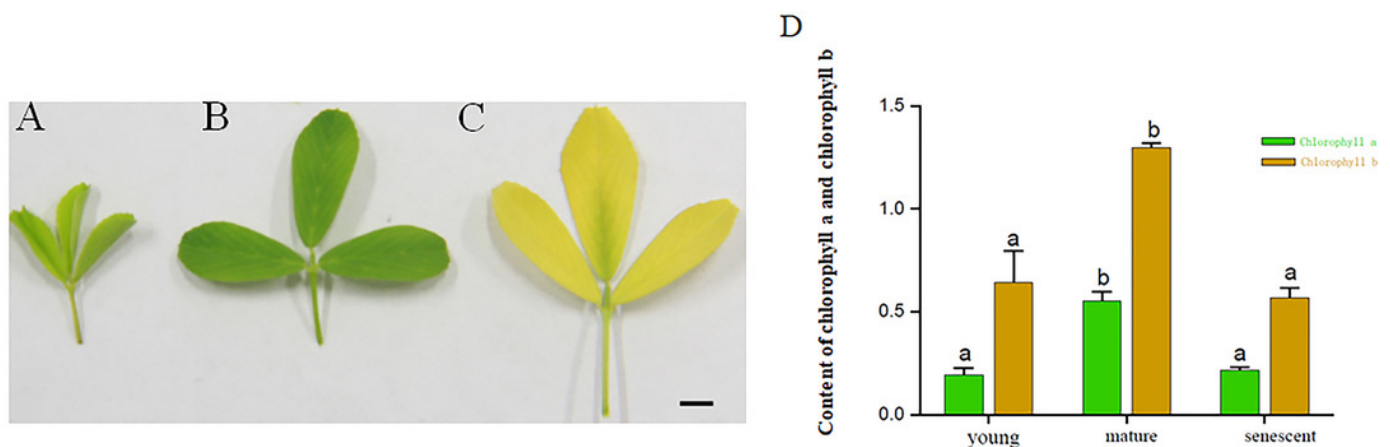 A
B
C
D
Content of chlorophyll a and chlorophyll b
1.5
1.0
0.5
0.0
a
a
b
b
a
a
Chlorophyll a
Chlorophyll b
young
mature
senescent